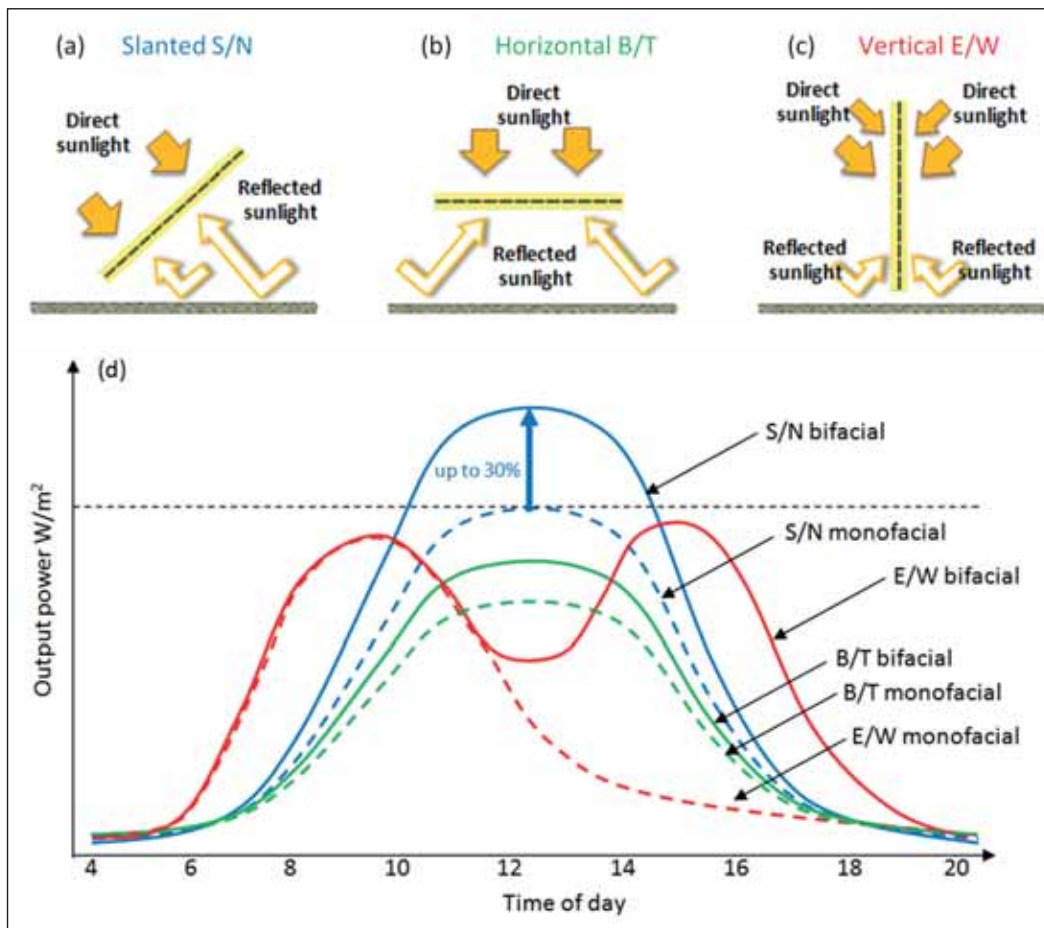 (a) Slanted S/N
Direct
sunlight
Reflected
sunlight
(b) Horizontal B/T
Direct
sunlight
Reflected
sunlight
(c) Vertical E/W
Direct
sunlight
Direct
sunlight
Reflected
sunlight
Reflected
sunlight
(d)
Output power W/m²
up to 30%
S/N bifacial
S/N monofacial
E/W bifacial
B/T bifacial
B/T monofacial
E/W monofacial
4 6 8 10 12 14 16 18 20
Time of day